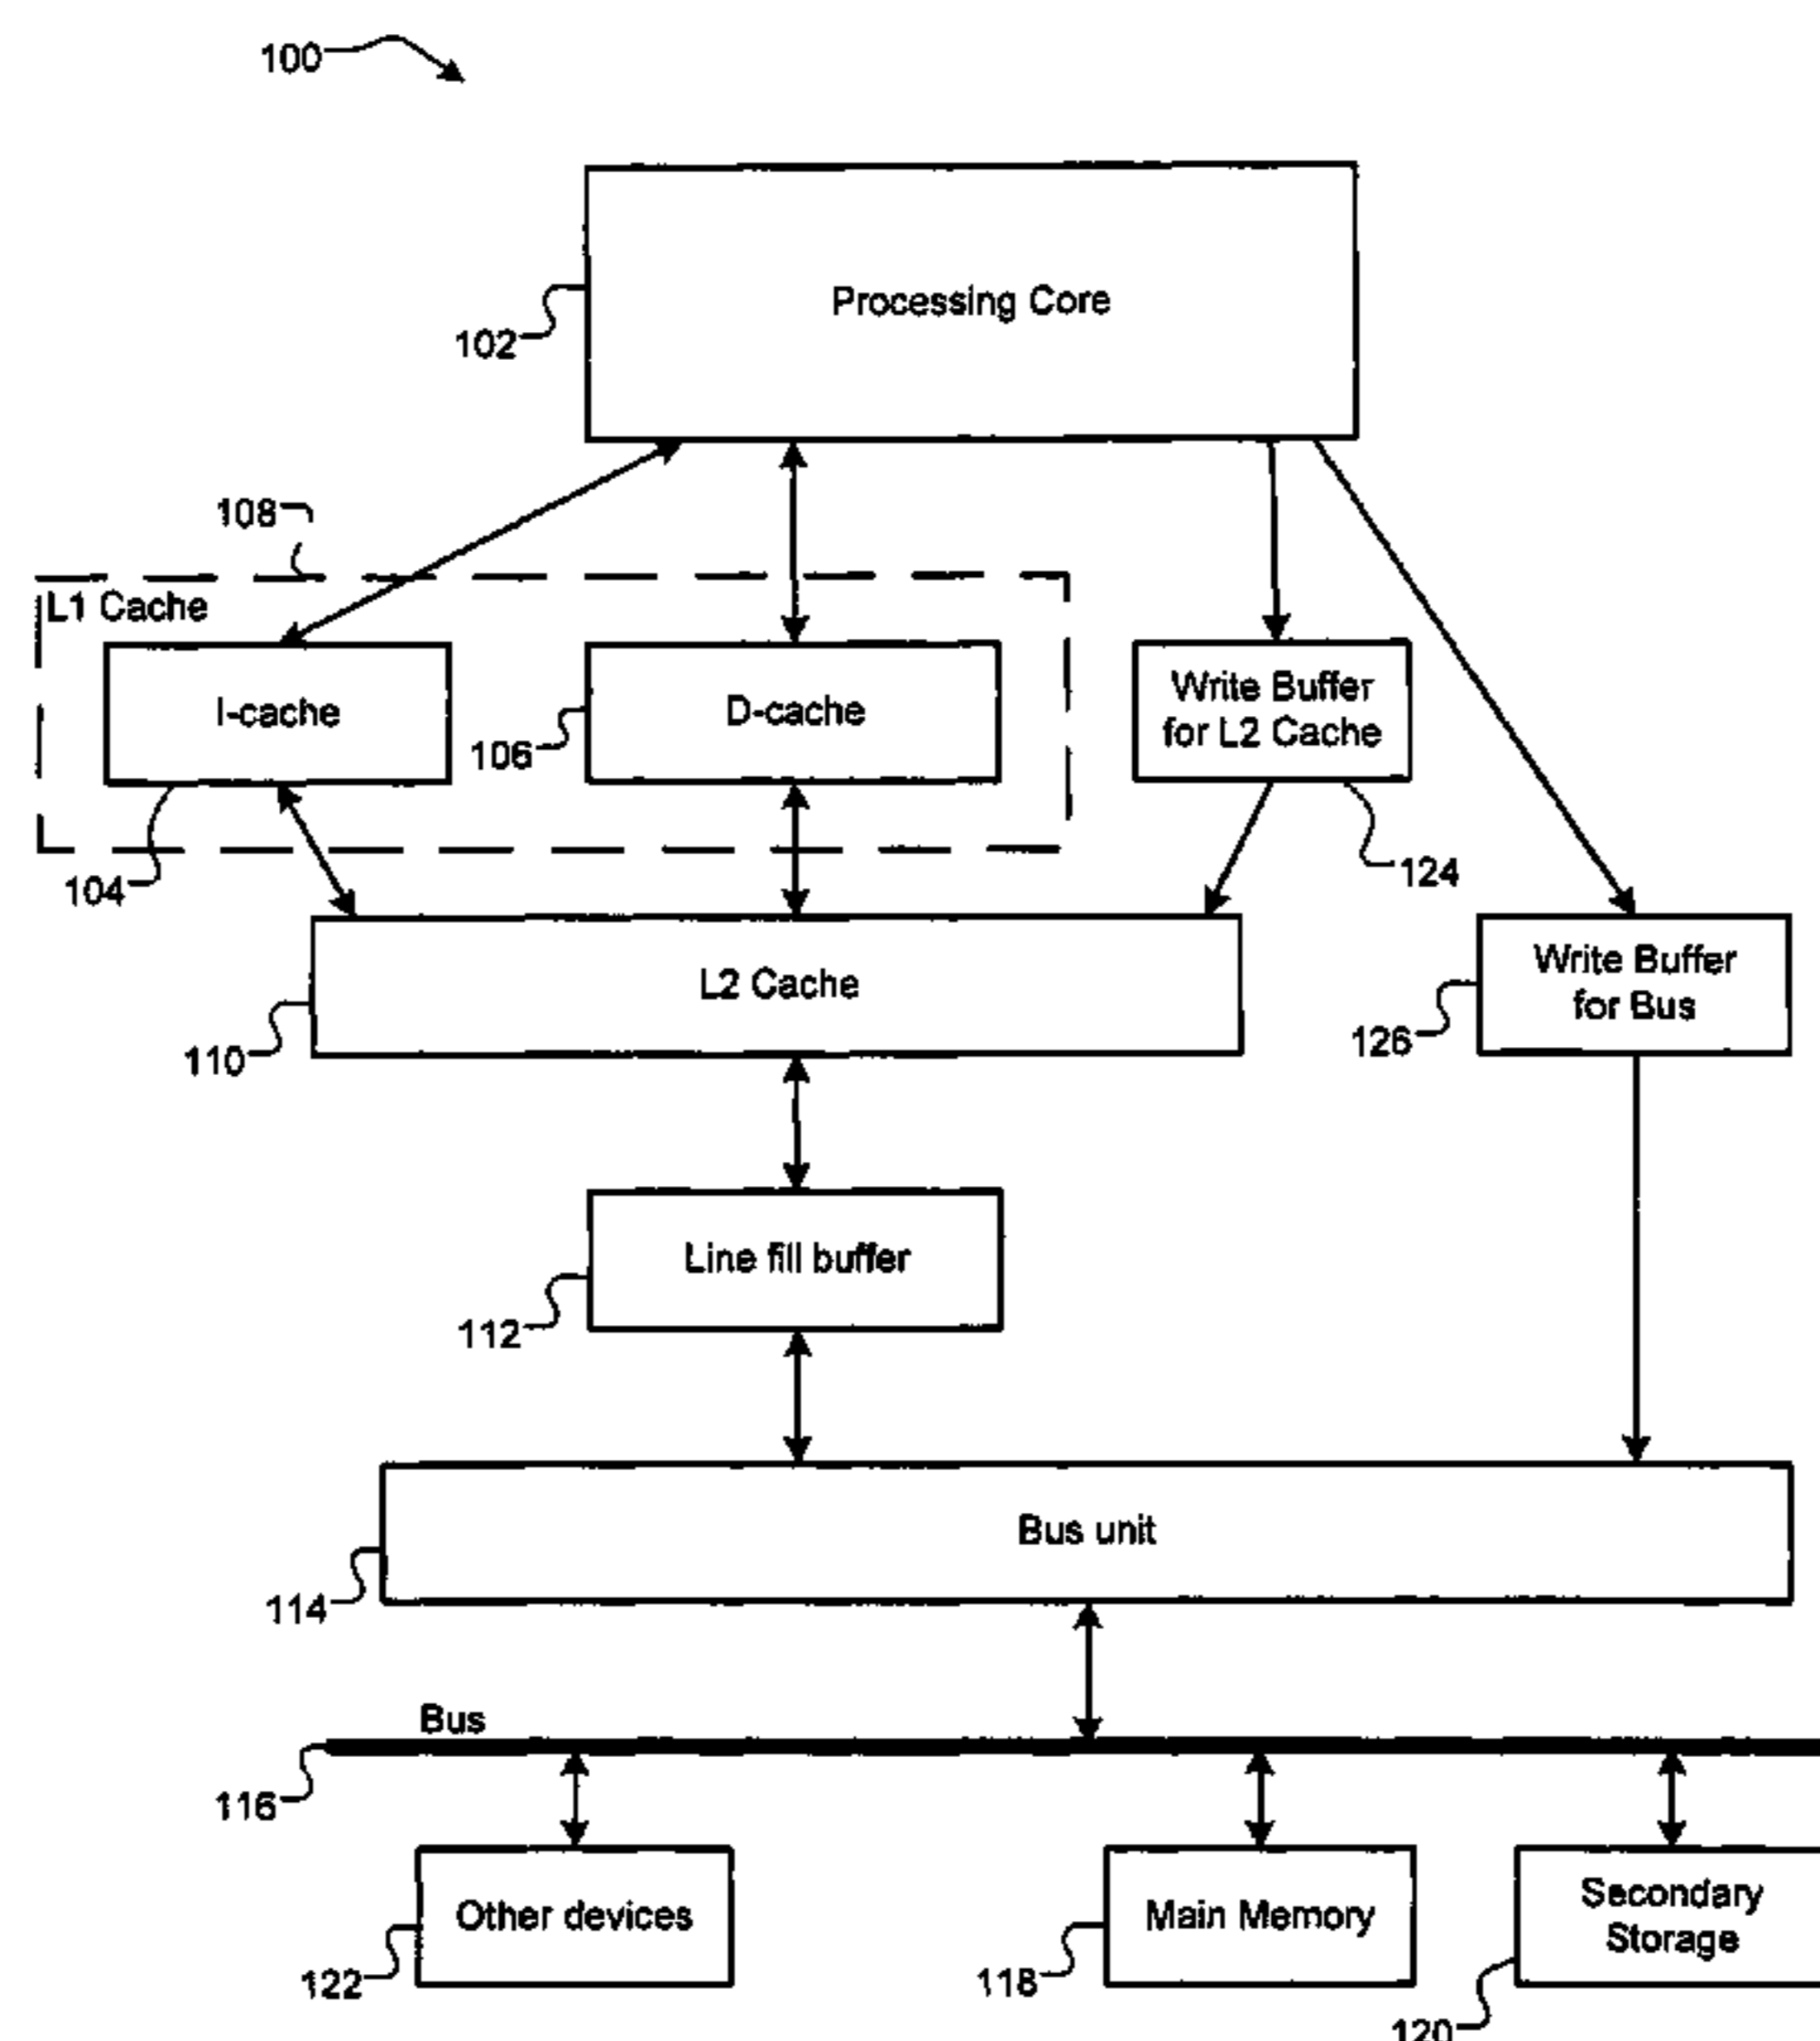 100
Processing Core
102
108
L1 Cache
I-cache
D-cache
106
Write Buffer
for L2 Cache
104
124
L2 Cache
110
Write Buffer
for Bus
126
Line fill buffer
112
Bus unit
114
Bus
116
Other devices
122
Main Memory
118
Secondary
Storage
120